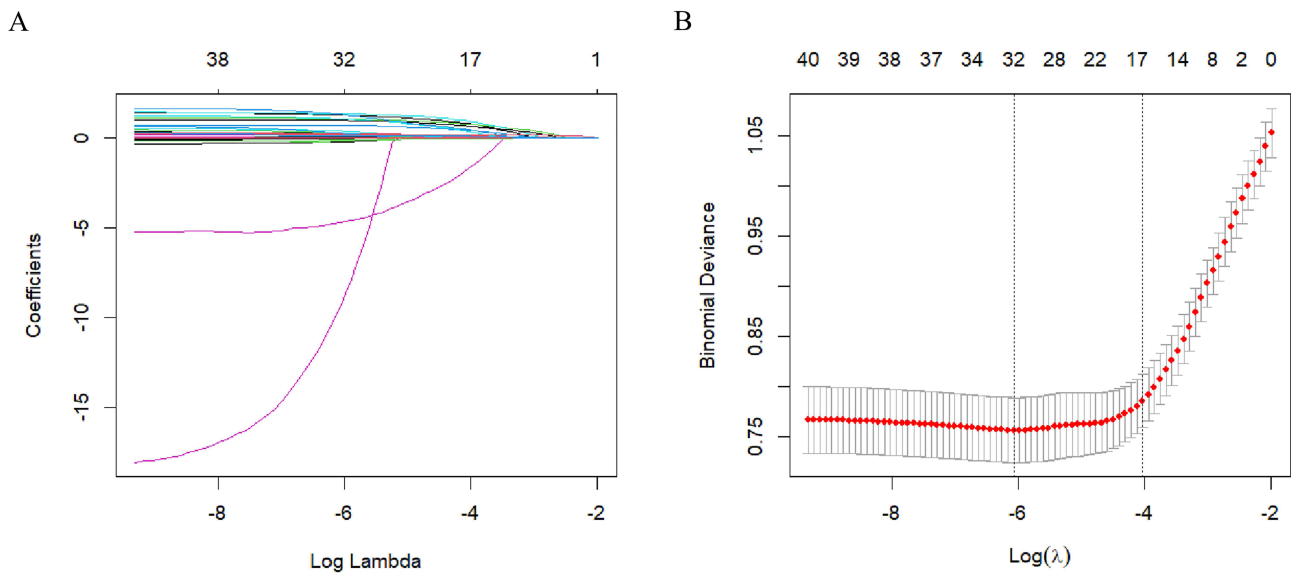 A
38 32 17 1
Coefficients
0
-5
-10
-15
-8 -6 -4 -2
Log Lambda
B
40 39 38 37 34 32 28 22 17 14 8 2 0
Binomial Deviance
1.05
0.95
0.85
0.75
-8 -6 -4 -2
Log(λ)